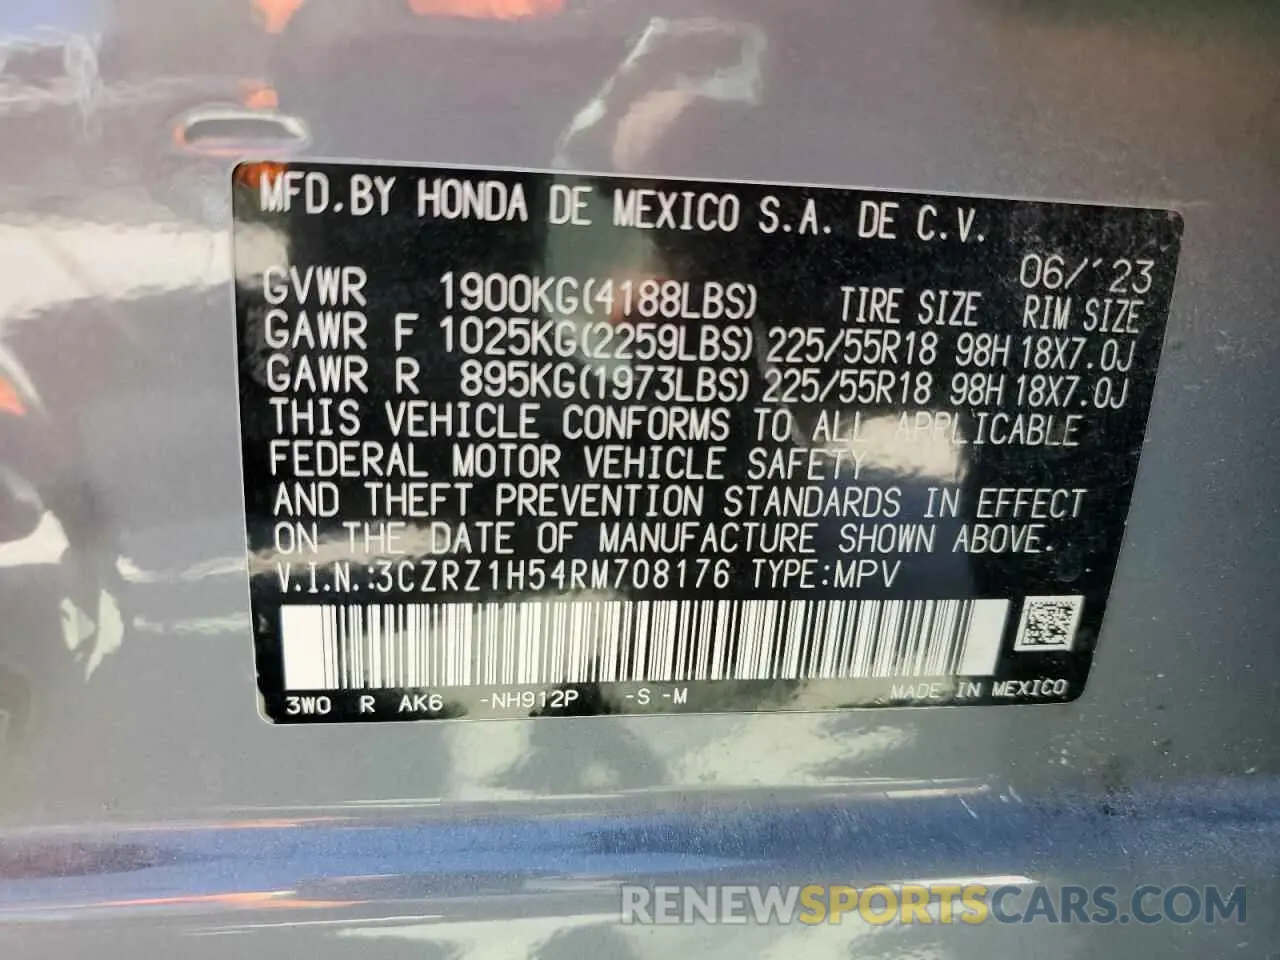 MFD.BY HONDA DE MEXICO S.A. DE C.V.
06/'23
GVWR 1900KG(4188LBS) TIRE SIZE RIM SIZE
GAWR F 1025KG(2259LBS) 225/55R18 98H 18X7.0J
GAWR R 895KG(1973LBS) 225/55R18 98H 18X7.0J
THIS VEHICLE CONFORMS TO ALL APPLICABLE
FEDERAL MOTOR VEHICLE SAFETY
AND THEFT PREVENTION STANDARDS IN EFFECT
ON THE DATE OF MANUFACTURE SHOWN ABOVE.
V.I.N.:3CZRZ1H54RM708176 TYPE:MPV
3W0 R AK6 -NH912P -S -M MADE IN MEXICO
RENEWSPORTSCARS.COM